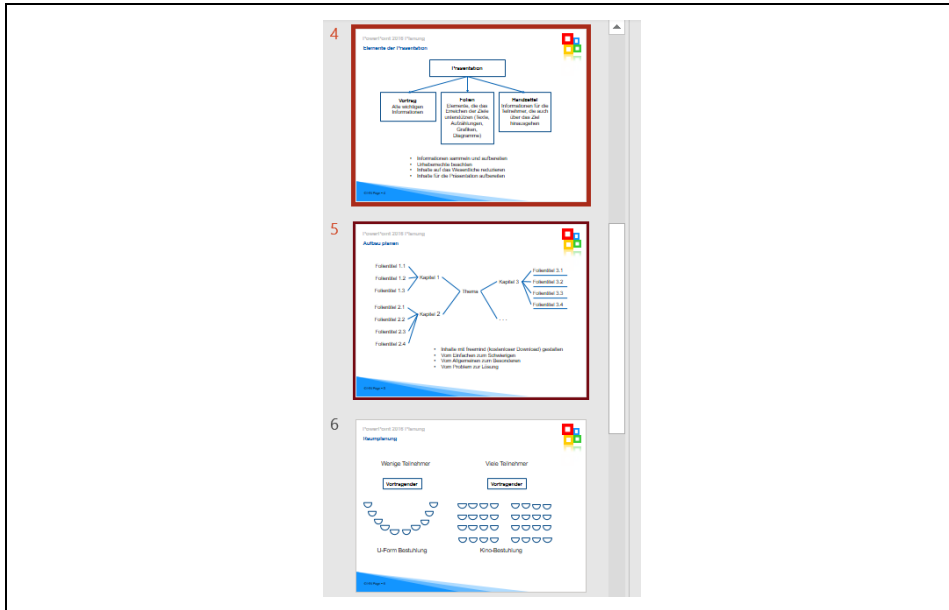 4
PowerPoint 2016 Planung
Elemente der Präsentation
Präsentation
Vortrag
Alle wichtigen
Informationen
Folien
Elemente, die das
Erreichen der Ziele
unterstützen (Texte,
Aufzählungen,
Grafiken,
Diagramme)
Handzettel
Informationen für die
Teilnehmer, die auch
über das Ziel
hinausgehen
• Informationen sammeln und aufbereiten
• Urheberrechte beachten
• Inhalte auf das Wesentliche reduzieren
• Inhalte für die Präsentation aufbereiten
5
PowerPoint 2016 Planung
Aufbau planen
Folientitel 1.1
Folientitel 1.2
Folientitel 1.3
Kapitel 1
Folientitel 2.1
Folientitel 2.2
Folientitel 2.3
Folientitel 2.4
Kapitel 2
Thema
Kapitel 3
Folientitel 3.1
Folientitel 3.2
Folientitel 3.3
Folientitel 3.4
. . .
• Inhalte mit freemind (kostenloser Download) gestalten
• Vom Einfachen zum Schwierigen
• Vom Allgemeinen zum Besonderen
• Vom Problem zur Lösung
6
PowerPoint 2016 Planung
Raumplanung
Wenige Teilnehmer
Vortragender
U-Form Bestuhlung
Viele Teilnehmer
Vortragender
Kino-Bestuhlung